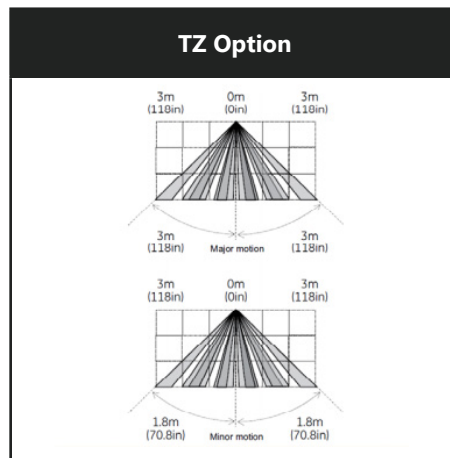 TZ Option
3m 0m 3m
(118in) (0in) (118in)
3m 3m
(118in) Major motion (118in)
3m 0m 3m
(118in) (0in) (118in)
1.8m 1.8m
(70.8in) Minor motion (70.8in)